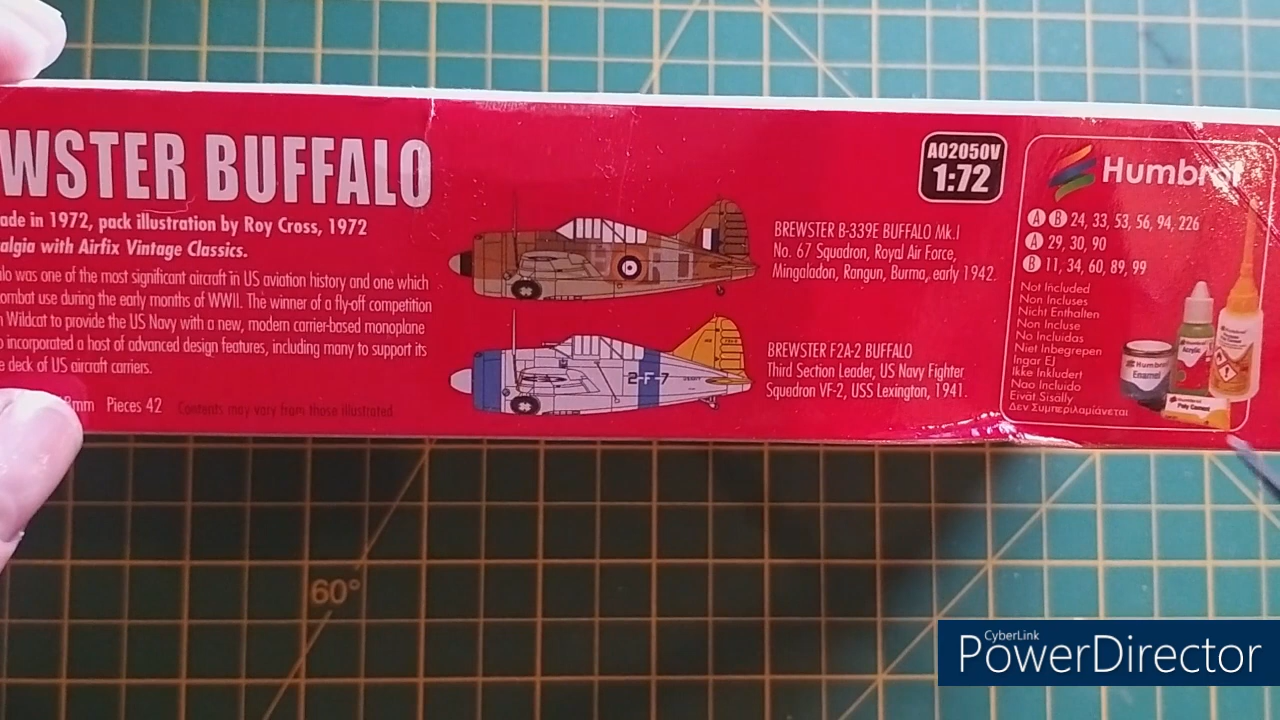 WSTER BUFFALO
ade in 1972, pack illustration by Roy Cross, 1972
algia with Airfix Vintage Classics.
lo was one of the most significant aircraft in US aviation history and one which
ombat use during the early months of WWII. The winner of a fly-off competition
n Wildcat to provide the US Navy with a new, modern carrier-based monoplane
o incorporated a host of advanced design features, including many to support its
e deck of US aircraft carriers.
8mm Pieces 42 Contents may vary from those illustrated.
BREWSTER B-339E BUFFALO Mk.I
No. 67 Squadron, Royal Air Force,
Mingaladon, Rangun, Burma, early 1942.
2-F-7
BREWSTER F2A-2 BUFFALO
Third Section Leader, US Navy Fighter
Squadron VF-2, USS Lexington, 1941.
A02050V
1:72
Humbrol
A B 24, 33, 53, 56, 94, 226
A 29, 30, 90
B 11, 34, 60, 89, 99
Not Included
Non Incluses
Nicht Enthalten
Non Incluse
No Incluidas
Niet Inbegrepen
Ingar EJ
Ikke Inkludert
Nao Incluido
Eivät Sisälly
Δεν Συμπεριλαμβάνεται
Humbrol
Enamel
Acrylic
Humbrol
Poly Cement
60°
CyberLink
PowerDirector